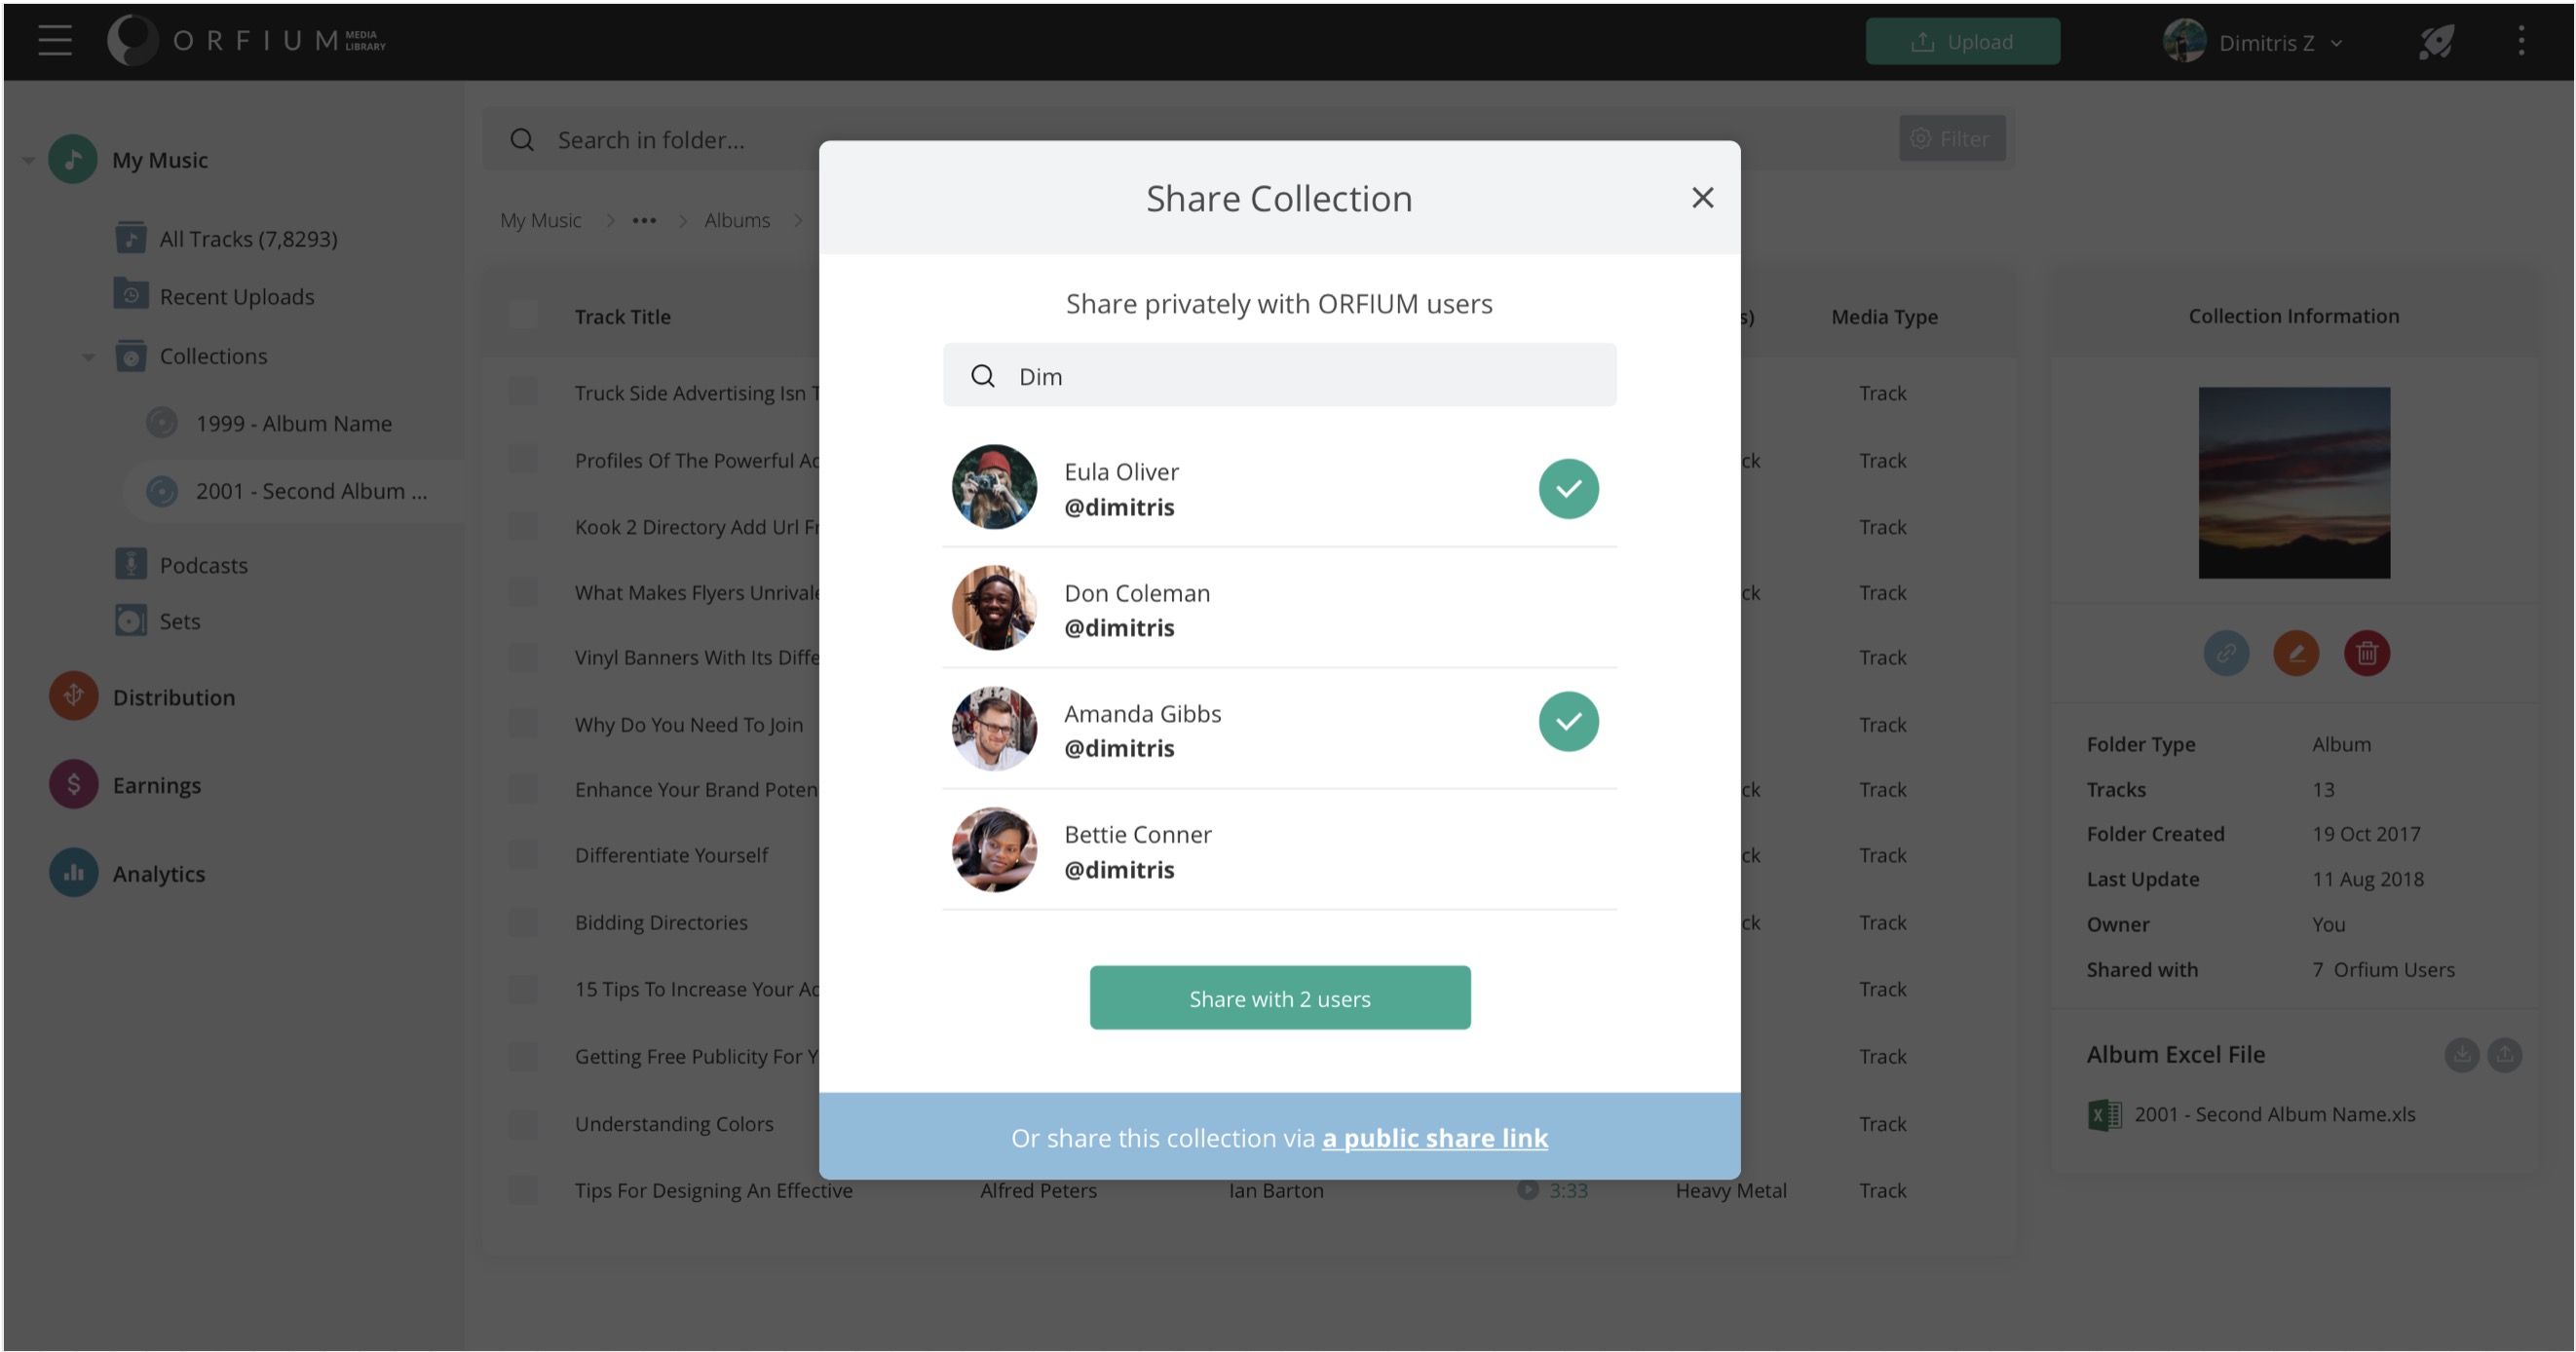 ORFIUM MEDIA LIBRARY
Upload
Dimitris Z
My Music
All Tracks (7,8293)
Recent Uploads
Collections
1999 - Album Name
2001 - Second Album ...
Podcasts
Sets
Distribution
Earnings
Analytics
Search in folder...
Filter
My Music > ••• > Albums >
Track Title
s)
Media Type
Truck Side Advertising Isn
Track
Profiles Of The Powerful
ck
Track
Kook 2 Directory Add Url
Track
What Makes Flyers
ck
Track
Vinyl Banners With Its
Track
Why Do You Need To Join
Track
Enhance Your Brand
ck
Track
Differentiate Yourself
ck
Track
Bidding Directories
ck
Track
15 Tips To Increase Your
Track
Getting Free Publicity For
Track
Understanding Colors
Track
Tips For Designing An Effective
Alfred Peters
Ian Barton
3:33
Heavy Metal
Track
Share Collection
Share privately with ORFIUM users
Dim
Eula Oliver
@dimitris
Don Coleman
@dimitris
Amanda Gibbs
@dimitris
Bettie Conner
@dimitris
Share with 2 users
Or share this collection via a public share link
Collection Information
Folder Type Album
Tracks 13
Folder Created 19 Oct 2017
Last Update 11 Aug 2018
Owner You
Shared with 7 Orfium Users
Album Excel File
2001 - Second Album Name.xls